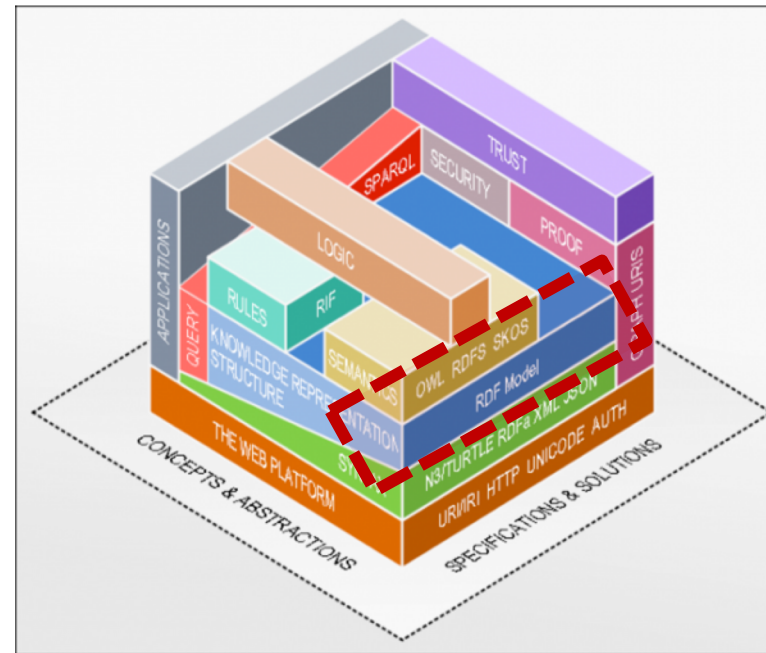 TRUST
SPARQL
SECURITY
PROOF
LOGIC
APPLICATIONS
RULES
RIF
QUERY
KNOWLEDGE REPRESENTATION
STRUCTURE
SEMANTICS
OWL RDFS SKOS
RDF Model
URIS
N3/TURTLE RDFa XML JSON
THE WEB PLATFORM
URI/IRI HTTP UNICODE AUTH
CONCEPTS & ABSTRACTIONS
SPECIFICATIONS & SOLUTIONS